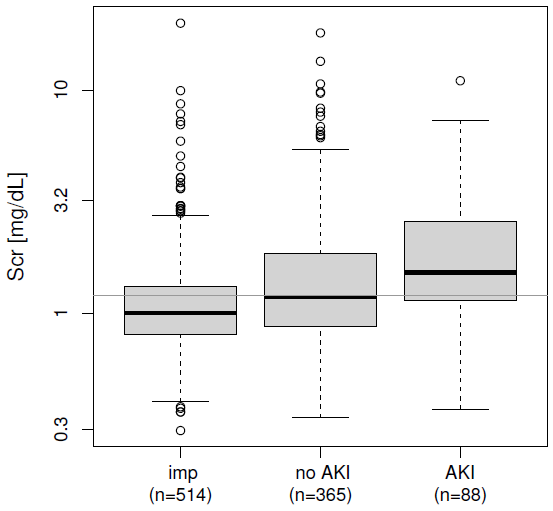 Scr [mg/dL]
10
3.2
1
0.3
imp
(n=514)
no AKI
(n=365)
AKI
(n=88)